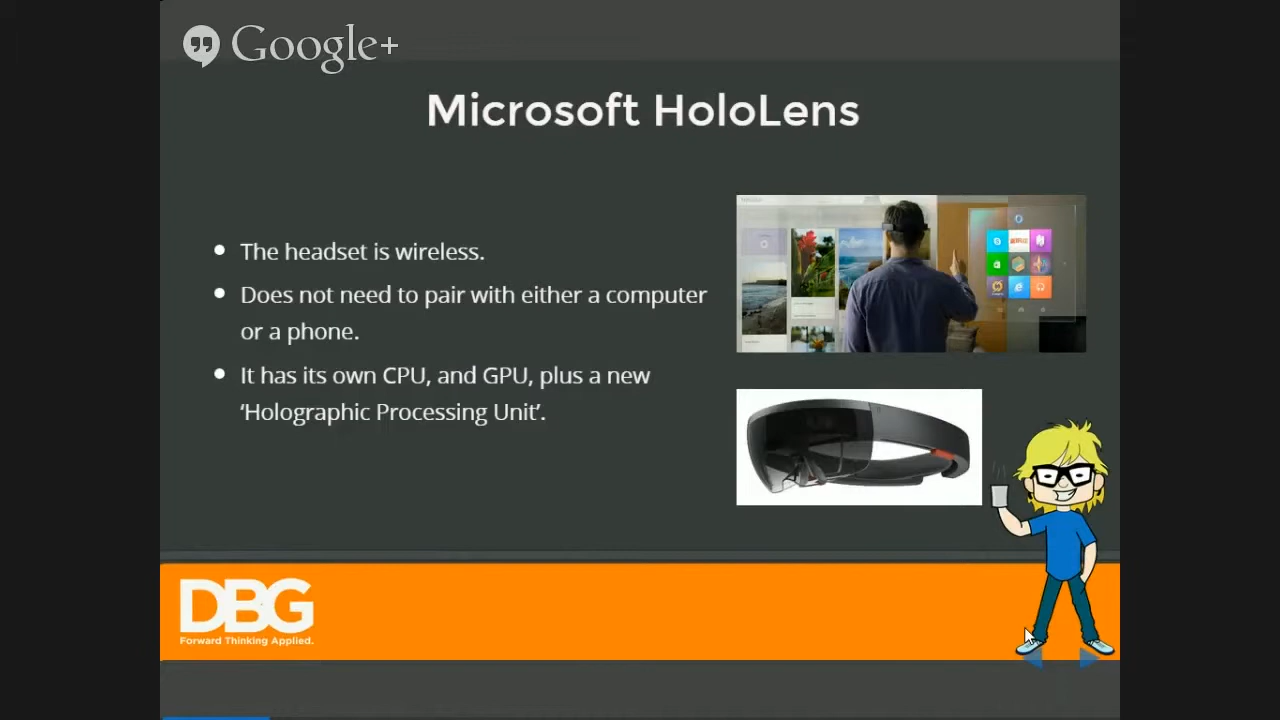 Google+
Microsoft HoloLens
The headset is wireless.
Does not need to pair with either a computer
or a phone.
It has its own CPU, and GPU, plus a new
‘Holographic Processing Unit’.
NETFLIX
DBG
Forward Thinking Applied.